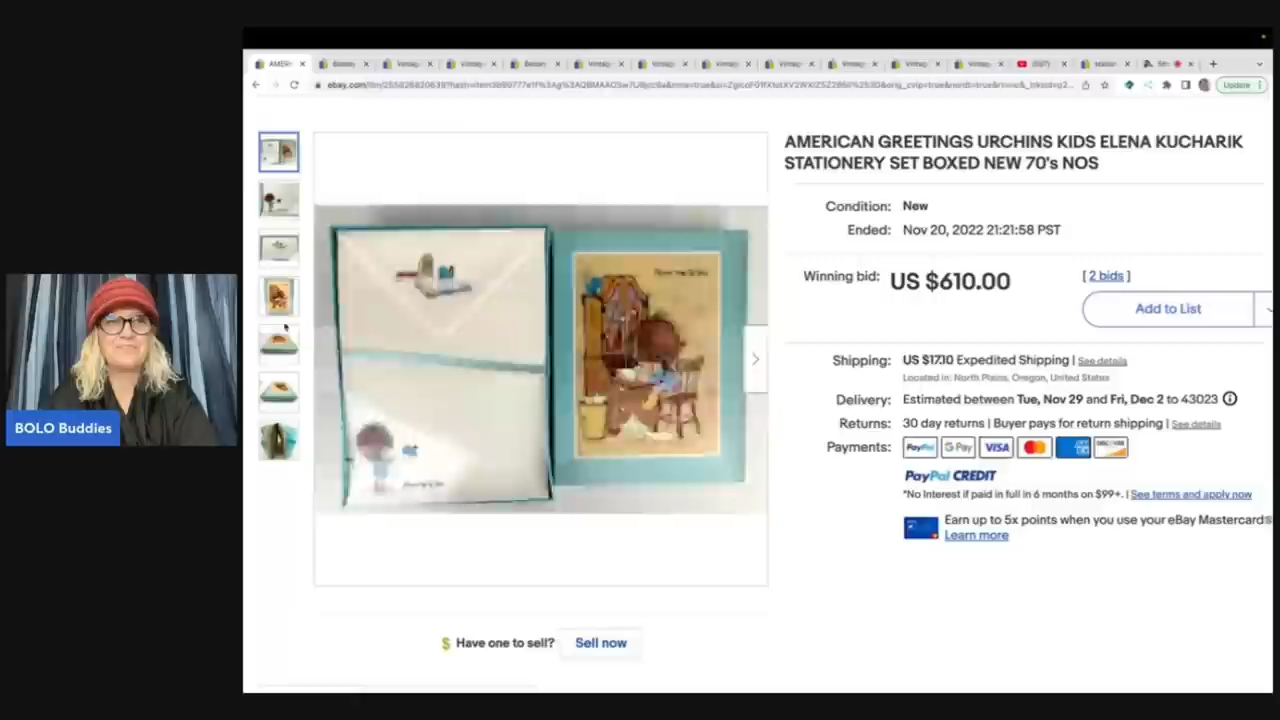 AMERICAN GREETINGS URCHINS KIDS ELENA KUCHARIK
STATIONERY SET BOXED NEW 70's NOS
Condition: New
Ended: Nov 20, 2022 21:21:58 PST
Winning bid: US $610.00 [ 2 bids ]
Add to List
Shipping: US $17.10 Expedited Shipping | See details
Located in: North Plains, Oregon, United States
Delivery: Estimated between Tue, Nov 29 and Fri, Dec 2 to 43023
Returns: 30 day returns | Buyer pays for return shipping | See details
Payments: PayPal G Pay VISA DISCOVER
PayPal CREDIT
*No Interest if paid in full in 6 months on $99+. | See terms and apply now
Earn up to 5x points when you use your eBay Mastercard®
Learn more
BOLO Buddies
$ Have one to sell? Sell now
Update